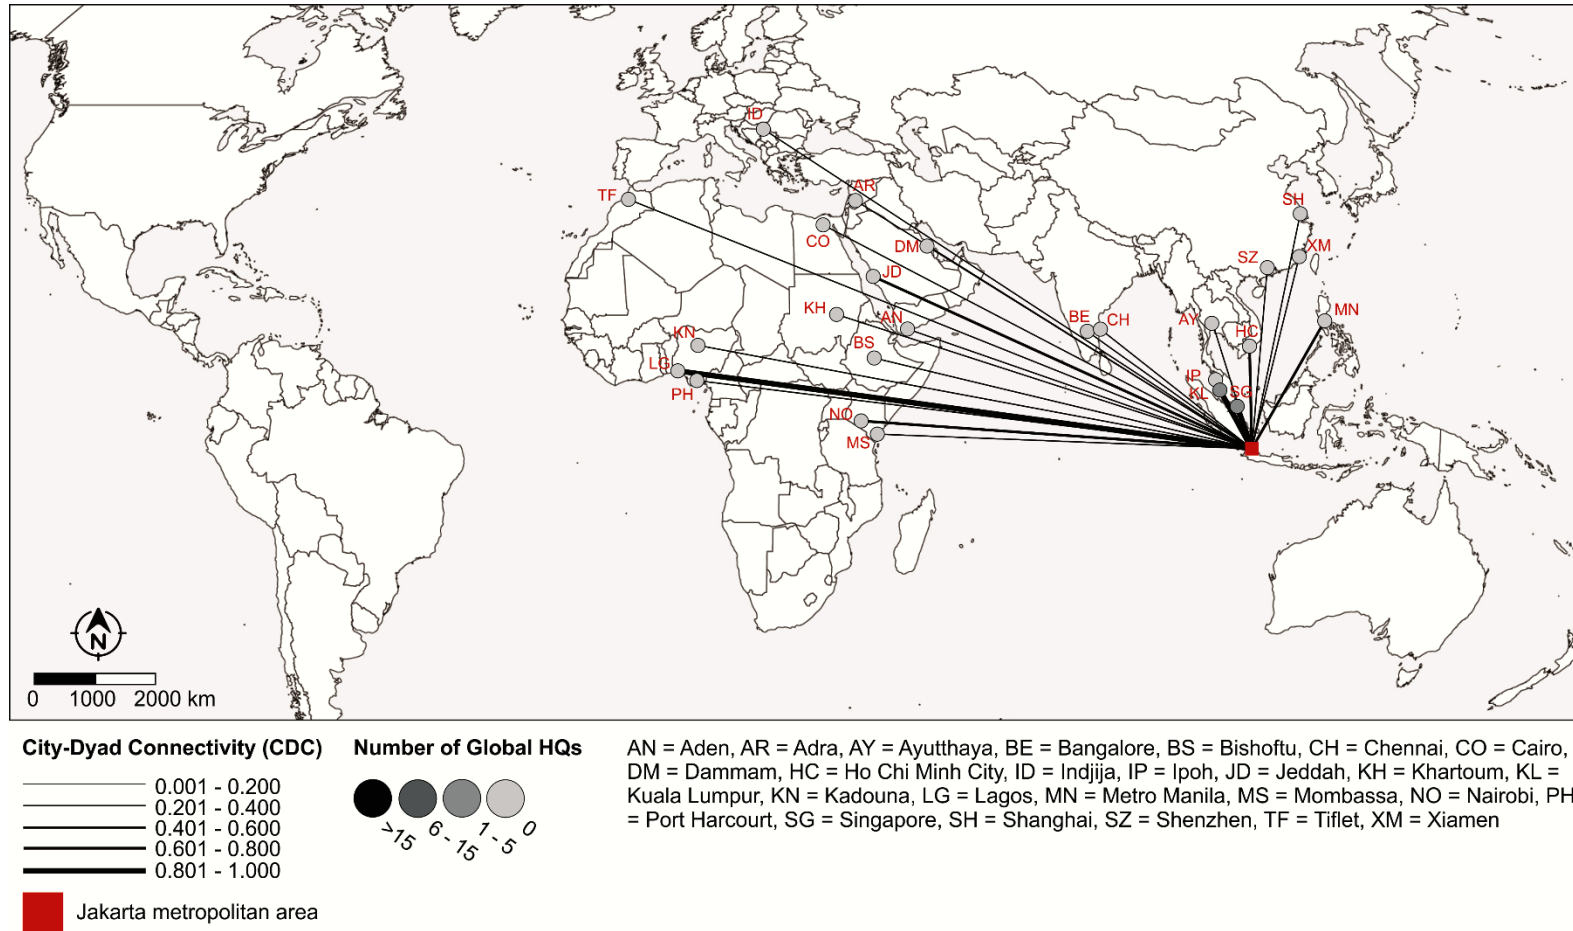 ID
TF
AR
SH
CO
DM
XM
SZ
JD
KH
AN
BE
CH
AY
MN
HC
KN
BS
LG
IP
PH
KL
SG
NO
MS
N
0 1000 2000 km
City-Dyad Connectivity (CDC)
0.001 - 0.200
0.201 - 0.400
0.401 - 0.600
0.601 - 0.800
0.801 - 1.000
Jakarta metropolitan area
Number of Global HQs
>15
6 - 15
1 - 5
0
AN = Aden, AR = Adra, AY = Ayutthaya, BE = Bangalore, BS = Bishoftu, CH = Chennai, CO = Cairo,
DM = Dammam, HC = Ho Chi Minh City, ID = Indjija, IP = Ipoh, JD = Jeddah, KH = Khartoum, KL =
Kuala Lumpur, KN = Kadouna, LG = Lagos, MN = Metro Manila, MS = Mombassa, NO = Nairobi, PH
= Port Harcourt, SG = Singapore, SH = Shanghai, SZ = Shenzhen, TF = Tiflet, XM = Xiamen